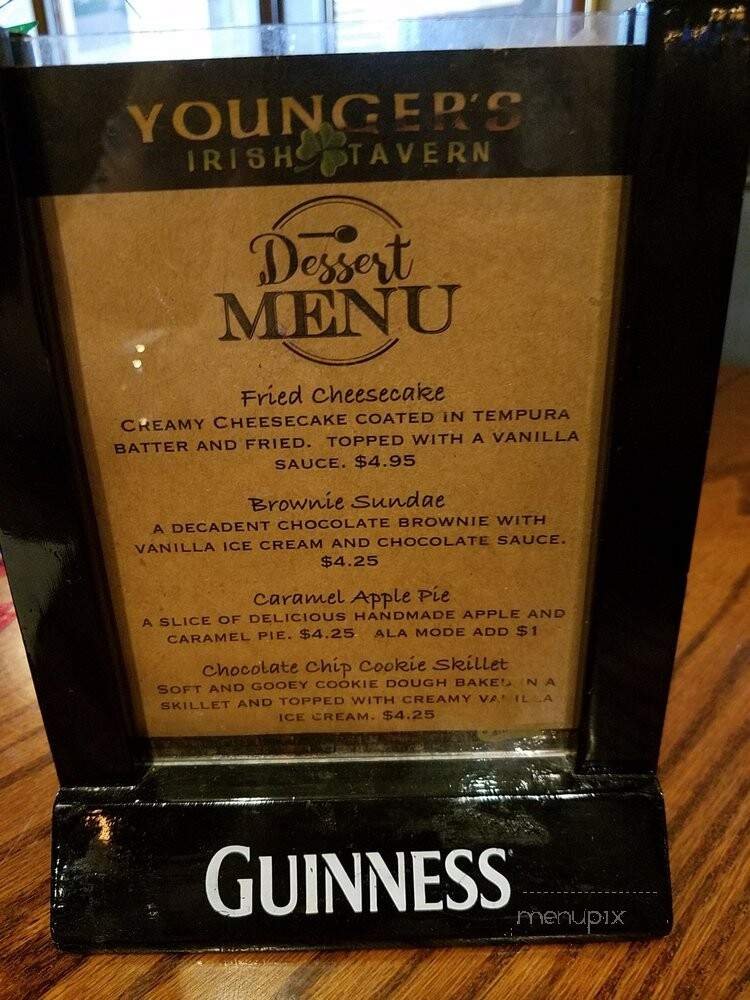 YOUNGER'S
IRISH TAVERN
Dessert
MENU
Fried Cheesecake
CREAMY CHEESECAKE COATED IN TEMPURA
BATTER AND FRIED. TOPPED WITH A VANILLA
SAUCE. $4.95
Brownie Sundae
A DECADENT CHOCOLATE BROWNIE WITH
VANILLA ICE CREAM AND CHOCOLATE SAUCE.
$4.25
Caramel Apple Pie
A SLICE OF DELICIOUS HANDMADE APPLE AND
CARAMEL PIE. $4.25 ALA MODE ADD $1
Chocolate Chip Cookie Skillet
SOFT AND GOOEY COOKIE DOUGH BAKED IN A
SKILLET AND TOPPED WITH CREAMY VANILLA
ICE CREAM. $4.25
GUINNESS
menupix